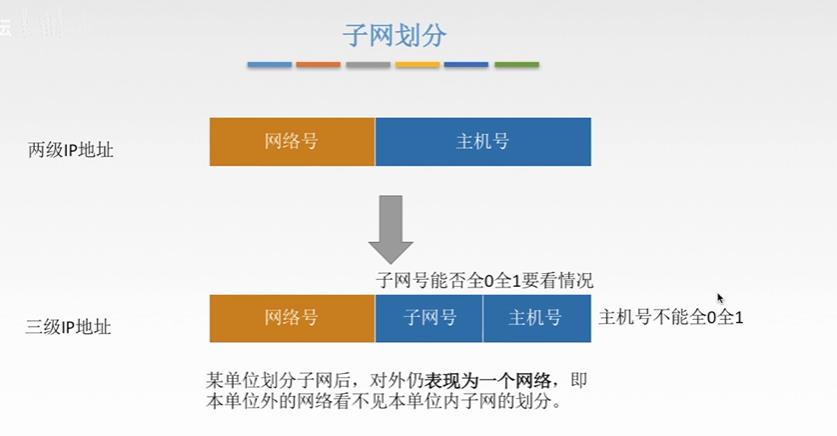 子网划分
两级IP地址
网络号
主机号
子网号能否全0全1要看情况
三级IP地址
网络号
子网号
主机号
主机号不能全0全1
某单位划分子网后，对外仍表现为一个网络，即
本单位外的网络看不见本单位内子网的划分。